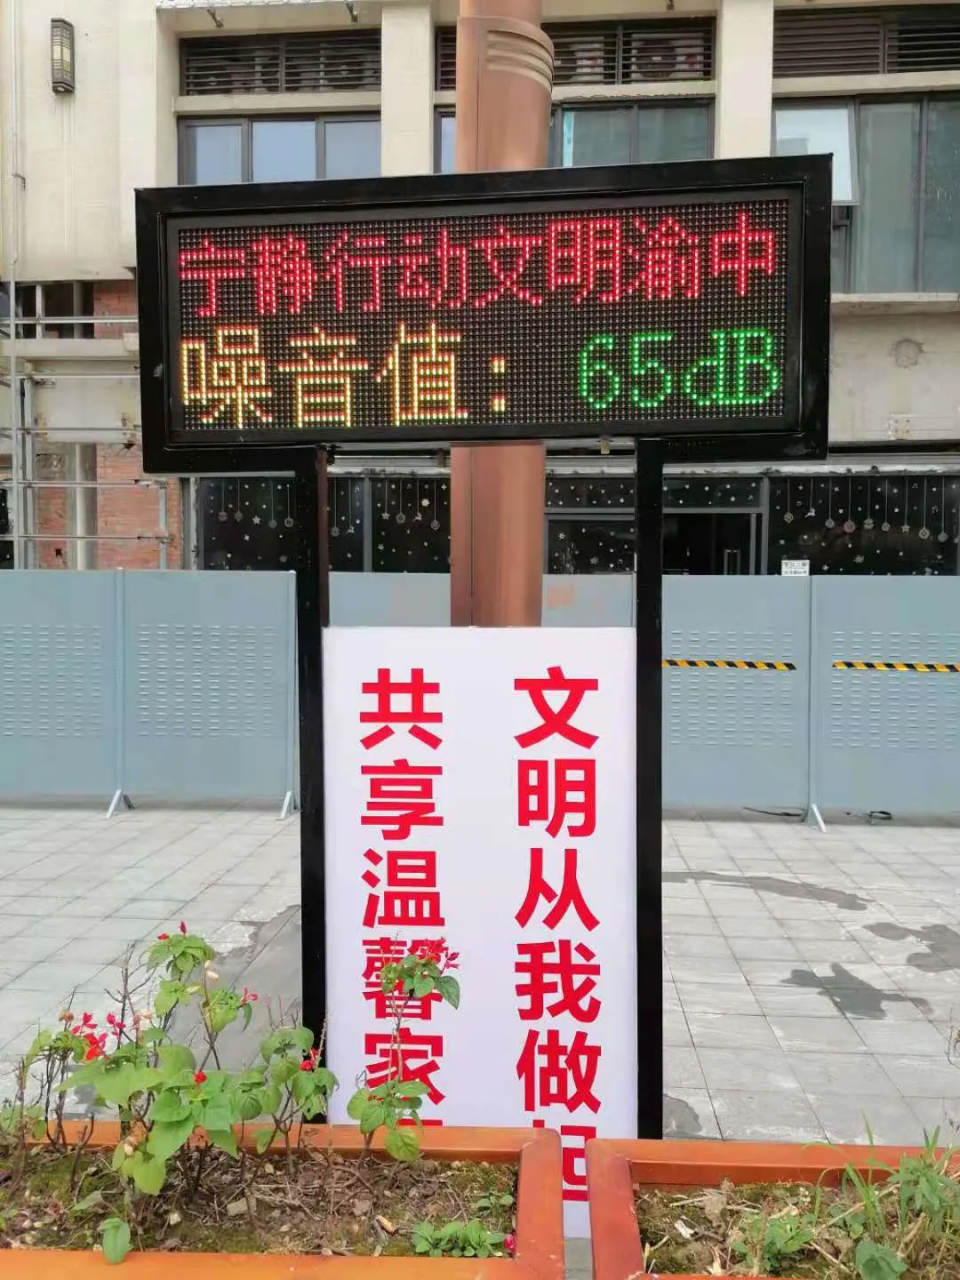 宁静行动文明渝中
噪音值：65dB
文明从我做起
共享温馨家